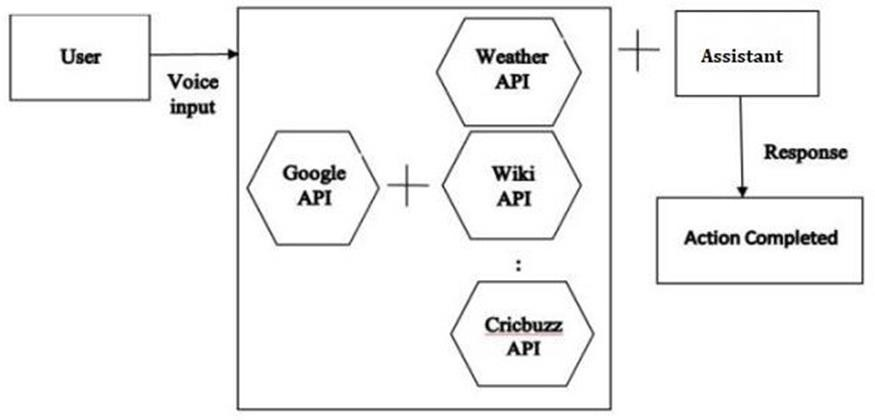 User
Voice
input
Weather
API
Google
API
Wiki
API
:
Cricbuzz
API
Assistant
Response
Action Completed